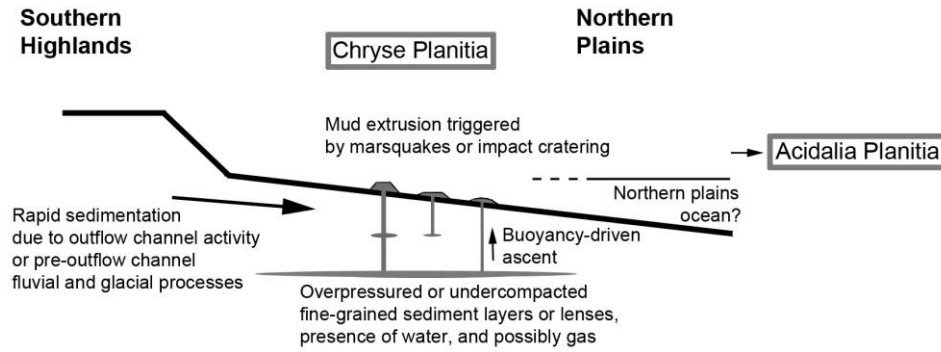 Southern
Highlands
Northern
Plains
Chryse Planitia
Mud extrusion triggered
by marsquakes or impact cratering
Acidalia Planitia
Northern plains
ocean?
Rapid sedimentation
due to outflow channel activity
or pre-outflow channel
fluvial and glacial processes
Buoyancy-driven
ascent
Overpressured or undercompacted
fine-grained sediment layers or lenses,
presence of water, and possibly gas